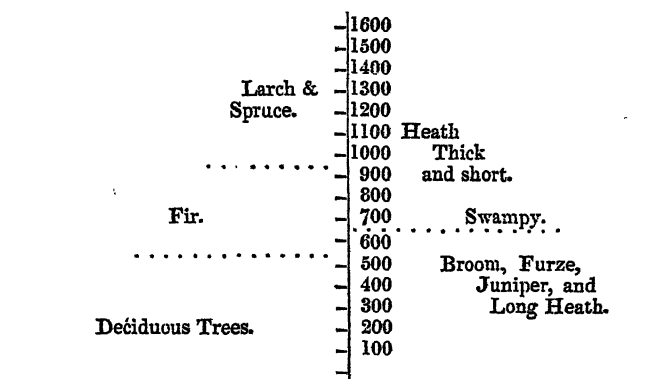 1600
1500
1400
Larch & 1300
Spruce. 1200
1100 Heath
1000 Thick
900 and short.
800
Fir. 700 Swampy.
600
500 Broom, Furze,
400 Juniper, and
300 Long Heath.
Deciduous Trees. 200
100